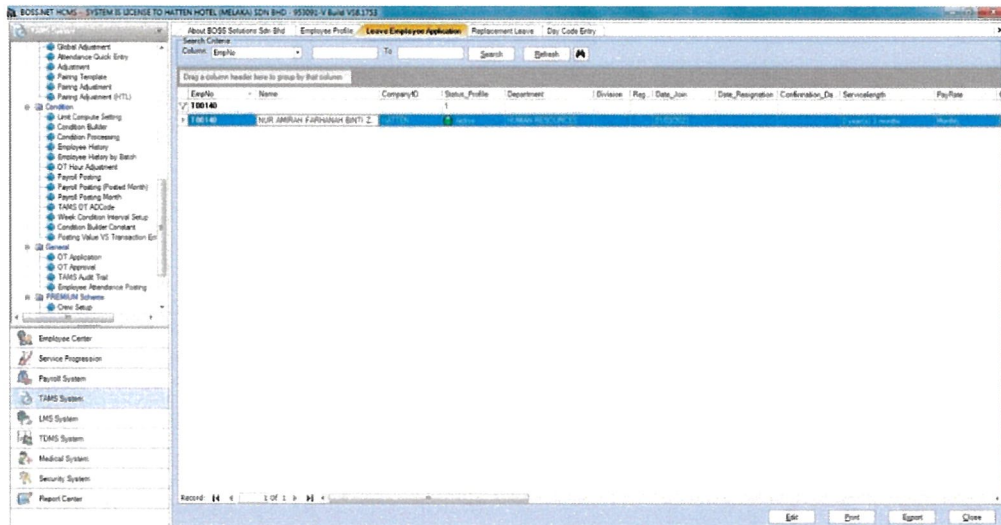 BOSS.NET HCMS - SYSTEM IS LICENSE TO HATTEN HOTEL (MELAKA) SDN BHD - 953091-V Build V58.1753
TAMS System
Global Adjustment
Attendance Quick Entry
Adjustment
Pairing Template
Pairing Adjustment
Pairing Adjustment (HTL)
Condition
Limit Compute Setting
Condition Builder
Condition Processing
Employee History
Employee History by Batch
OT Hour Adjustment
Payroll Posting
Payroll Posting (Posted Month)
Payroll Posting Month
TAMS OT ADCode
Week Condition Interval Setup
Condition Builder Constant
Posting Value VS Transaction En
General
OT Application
OT Approval
TAMS Audit Trail
Employee Attendance Posting
PREMIUM Scheme
Crew Setup
Employee Center
Service Progression
Payroll System
TAMS System
LMS System
TDMS System
Medical System
Security System
Report Center
About BOSS Solutions Sdn Bhd Employee Profile Leave Employee Application Replacement Leave Day Code Entry
Search Criteria
Column: EmpNo To Search Refresh
Drag a column header here to group by that column
EmpNo Name CompanyID Status_Profile Department Division Reg Date_Join Date_Resignation Confirmation_Da Servicelength PayRate
T00140 1
T00140 NUR AMIRAH FARHANAH BINTI Z. HATTEN Active HUMAN RESOURCES
Record: 1 Of 1
Edit Print Export Close